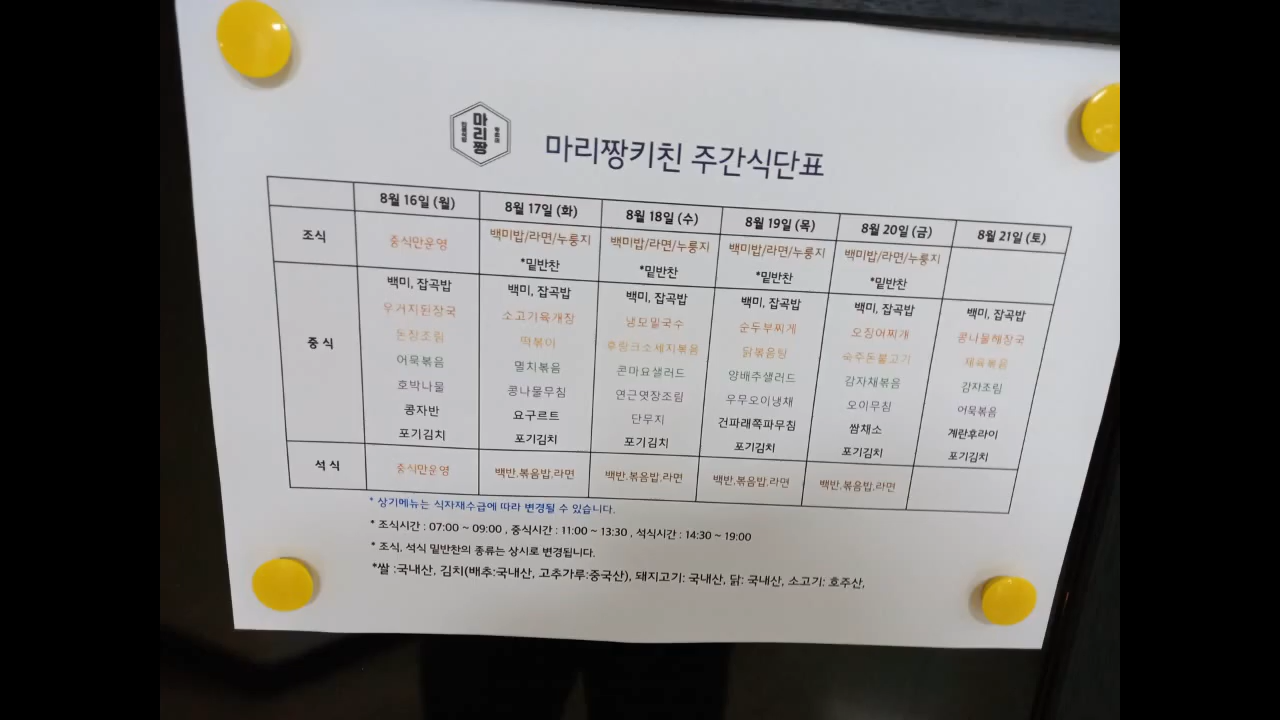 마리짱
마리짱키친 주간식단표
8월 16일 (월) 8월 17일 (화) 8월 18일 (수) 8월 19일 (목) 8월 20일 (금) 8월 21일 (토)
조식 중식만운영 백미밥/라면/누룽지 백미밥/라면/누룽지 백미밥/라면/누룽지 백미밥/라면/누룽지
*밑반찬 *밑반찬 *밑반찬 *밑반찬
중 식
백미, 잡곡밥 백미, 잡곡밥 백미, 잡곡밥 백미, 잡곡밥 백미, 잡곡밥 백미, 잡곡밥
우거지된장국 소고기육개장 냉모밀국수 순두부찌게 오징어찌개 콩나물해장국
돈장조림 떡볶이 후랑크소세지볶음 닭볶음탕 숙주돈불고기 제육볶음
어묵볶음 멸치볶음 콘마요샐러드 양배추샐러드 감자채볶음 감자조림
호박나물 콩나물무침 연근엿장조림 우무오이냉채 오이무침 어묵볶음
콩자반 요구르트 단무지 건파래쪽파무침 쌈채소 계란후라이
포기김치 포기김치 포기김치 포기김치 포기김치 포기김치
석 식 중식만운영 백반.볶음밥.라면 백반.볶음밥.라면 백반.볶음밥.라면 백반.볶음밥.라면
* 상기메뉴는 식자재수급에 따라 변경될 수 있습니다.
* 조식시간 : 07:00 ~ 09:00 , 중식시간 : 11:00 ~ 13:30 , 석식시간 : 14:30 ~ 19:00
* 조식, 석식 밑반찬의 종류는 상시로 변경됩니다.
*쌀 :국내산, 김치(배추:국내산, 고추가루:중국산), 돼지고기: 국내산, 닭: 국내산, 소고기: 호주산,